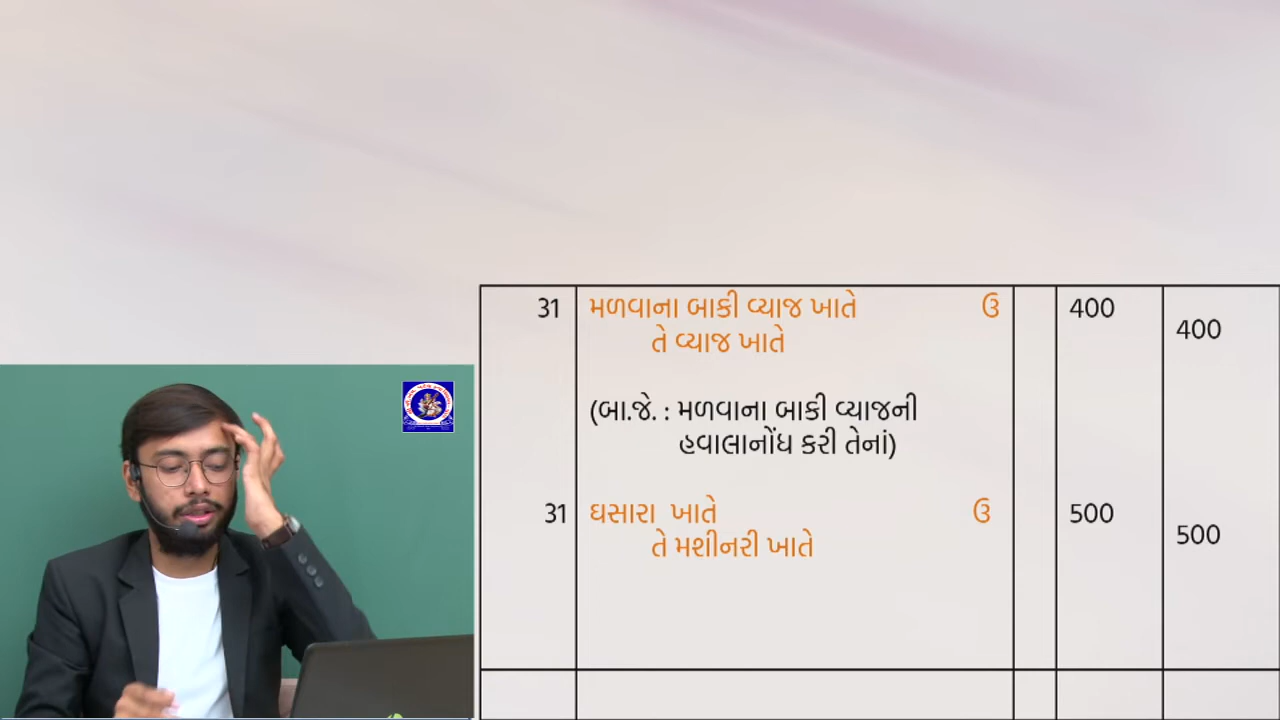 31 મળવાના બાકી વ્યાજ ખાતે ઉ 400
તે વ્યાજ ખાતે 400
(બા.જે. : મળવાના બાકી વ્યાજની
હવાલાનોંધ કરી તેનાં)
31 ઘસારા ખાતે ઉ 500
તે મશીનરી ખાતે 500